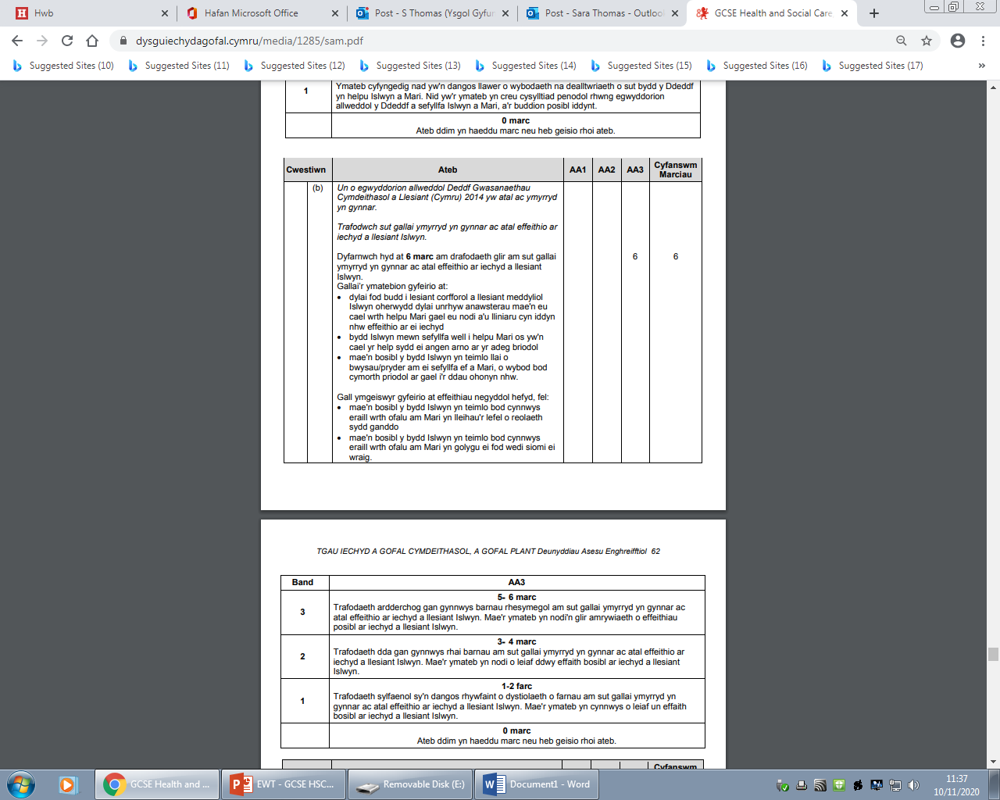 Hwb
Hafan Microsoft Office
Post - S Thomas (Ysgol Gyfur
Post - Sara Thomas - Outloo
GCSE Health and Social Care
dysguiechydagofal.cymru/media/1285/sam.pdf
Suggested Sites (10)
Suggested Sites (11)
Suggested Sites (12)
Suggested Sites (13)
Suggested Sites (14)
Suggested Sites (15)
Suggested Sites (16)
Suggested Sites (17)
1
Ymateb cyfyngedig nad yw'n dangos llawer o wybodaeth na dealltwriaeth o sut bydd y Ddeddf
yn helpu Islwyn a Mari. Nid yw'r ymateb yn creu cysylltiad penodol rhwng egwyddorion
allweddol y Ddeddf a sefyllfa Islwyn a Mari, a'r buddion posibl iddynt.
0 marc
Ateb ddim yn haeddu marc neu heb geisio rhoi ateb.
Cwestiwn
Ateb
AA1
AA2
AA3
Cyfanswm
Marciau
(b)
Un o egwyddorion allweddol Deddf Gwasanaethau
Cymdeithasol a Llesiant (Cymru) 2014 yw atal ac ymyrryd
yn gynnar.
Trafodwch sut gallai ymyrryd yn gynnar ac atal effeithio ar
iechyd a llesiant Islwyn.
Dyfarnwch hyd at 6 marc am drafodaeth glir am sut gallai
ymyrryd yn gynnar ac atal effeithio ar iechyd a llesiant
Islwyn.
6
6
Gallai'r ymatebion gyfeirio at:
• dylai fod budd i lesiant corfforol a llesiant meddyliol
Islwyn oherwydd dylai unrhyw anawsterau mae'n eu
cael wrth helpu Mari gael eu nodi a'u lliniaru cyn iddyn
nhw effeithio ar ei iechyd
• bydd Islwyn mewn sefyllfa well i helpu Mari os yw'n
cael yr help sydd ei angen arno ar yr adeg briodol
• mae'n bosibl y bydd Islwyn yn teimlo llai o
bwysau/pryder am ei sefyllfa ef a Mari, o wybod bod
cymorth priodol ar gael i'r ddau ohonyn nhw.
Gall ymgeiswyr gyfeirio at effeithiau negyddol hefyd, fel:
• mae'n bosibl y bydd Islwyn yn teimlo bod cynnwys
eraill wrth ofalu am Mari yn lleihau'r lefel o reolaeth
sydd ganddo
• mae'n bosibl y bydd Islwyn yn teimlo bod cynnwys
eraill wrth ofalu am Mari yn golygu ei fod wedi siomi ei
wraig.
TGAU IECHYD A GOFAL CYMDEITHASOL, A GOFAL PLANT Deunyddiau Asesu Enghreifftiol 62
Band
AA3
3
5- 6 marc
Trafodaeth ardderchog gan gynnwys barnau rhesymegol am sut gallai ymyrryd yn gynnar ac
atal effeithio ar iechyd a llesiant Islwyn. Mae'r ymateb yn nodi'n glir amrywiaeth o effeithiau
posibl ar iechyd a llesiant Islwyn.
2
3- 4 marc
Trafodaeth dda gan gynnwys rhai barnau am sut gallai ymyrryd yn gynnar ac atal effeithio ar
iechyd a llesiant Islwyn. Mae'r ymateb yn nodi o leiaf ddwy effaith bosibl ar iechyd a llesiant
Islwyn.
1
1-2 farc
Trafodaeth sylfaenol sy'n dangos rhywfaint o dystiolaeth o farnau am sut gallai ymyrryd yn
gynnar ac atal effeithio ar iechyd a llesiant Islwyn. Mae'r ymateb yn cynnwys o leiaf un effaith
bosibl ar iechyd a llesiant Islwyn.
0 marc
Ateb ddim yn haeddu marc neu heb geisio rhoi ateb.
Cyfanswm
GCSE Health and ...
EWT - GCSE HSC...
Removable Disk (E:)
Document1 - Word
11:37
10/11/2020